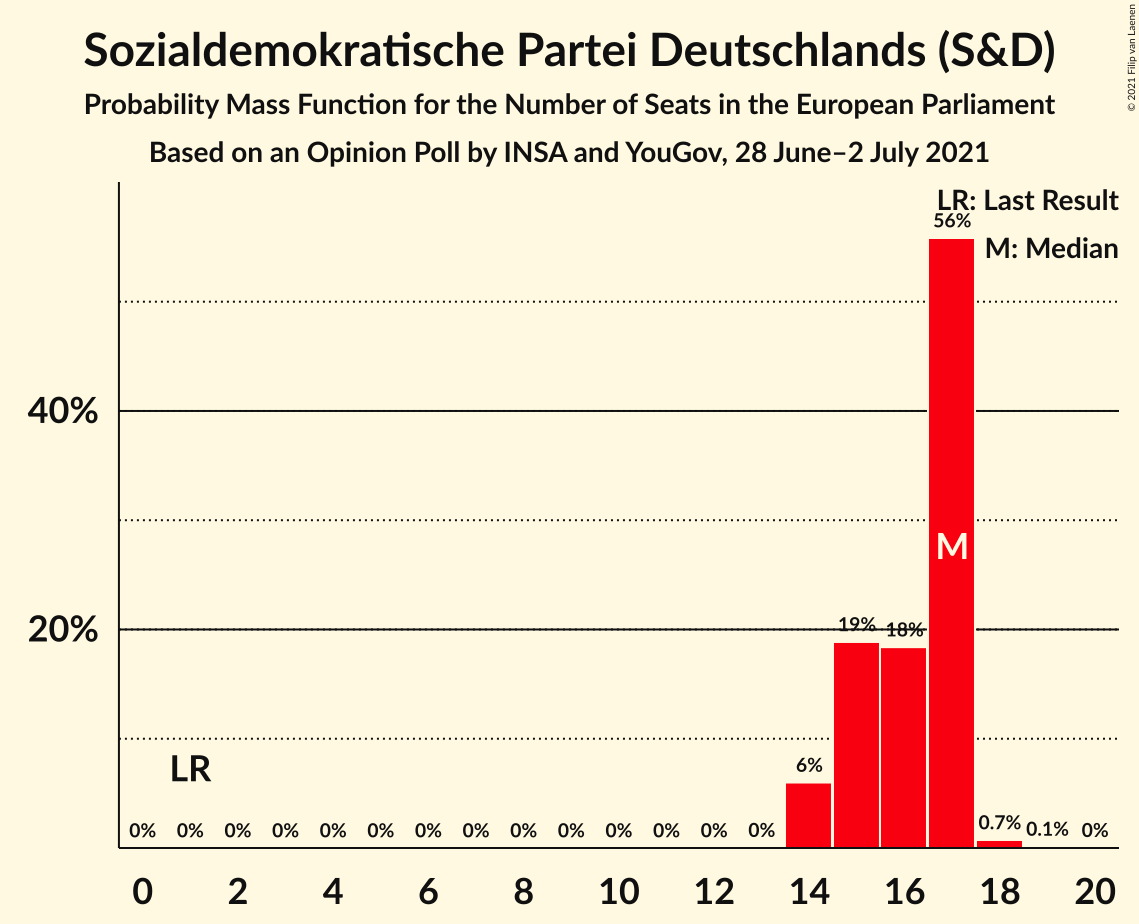 Sozialdemokratische Partei Deutschlands (S&D)
Probability Mass Function for the Number of Seats in the European Parliament
Based on an Opinion Poll by INSA and YouGov, 28 June–2 July 2021
© 2021 Filip van Laenen
LR: Last Result
56%
M: Median
40%
M
20%
19% 18%
LR
6%
0% 0% 0% 0% 0% 0% 0% 0% 0% 0% 0% 0% 0% 0% 0.7% 0.1% 0%
0 2 4 6 8 10 12 14 16 18 20